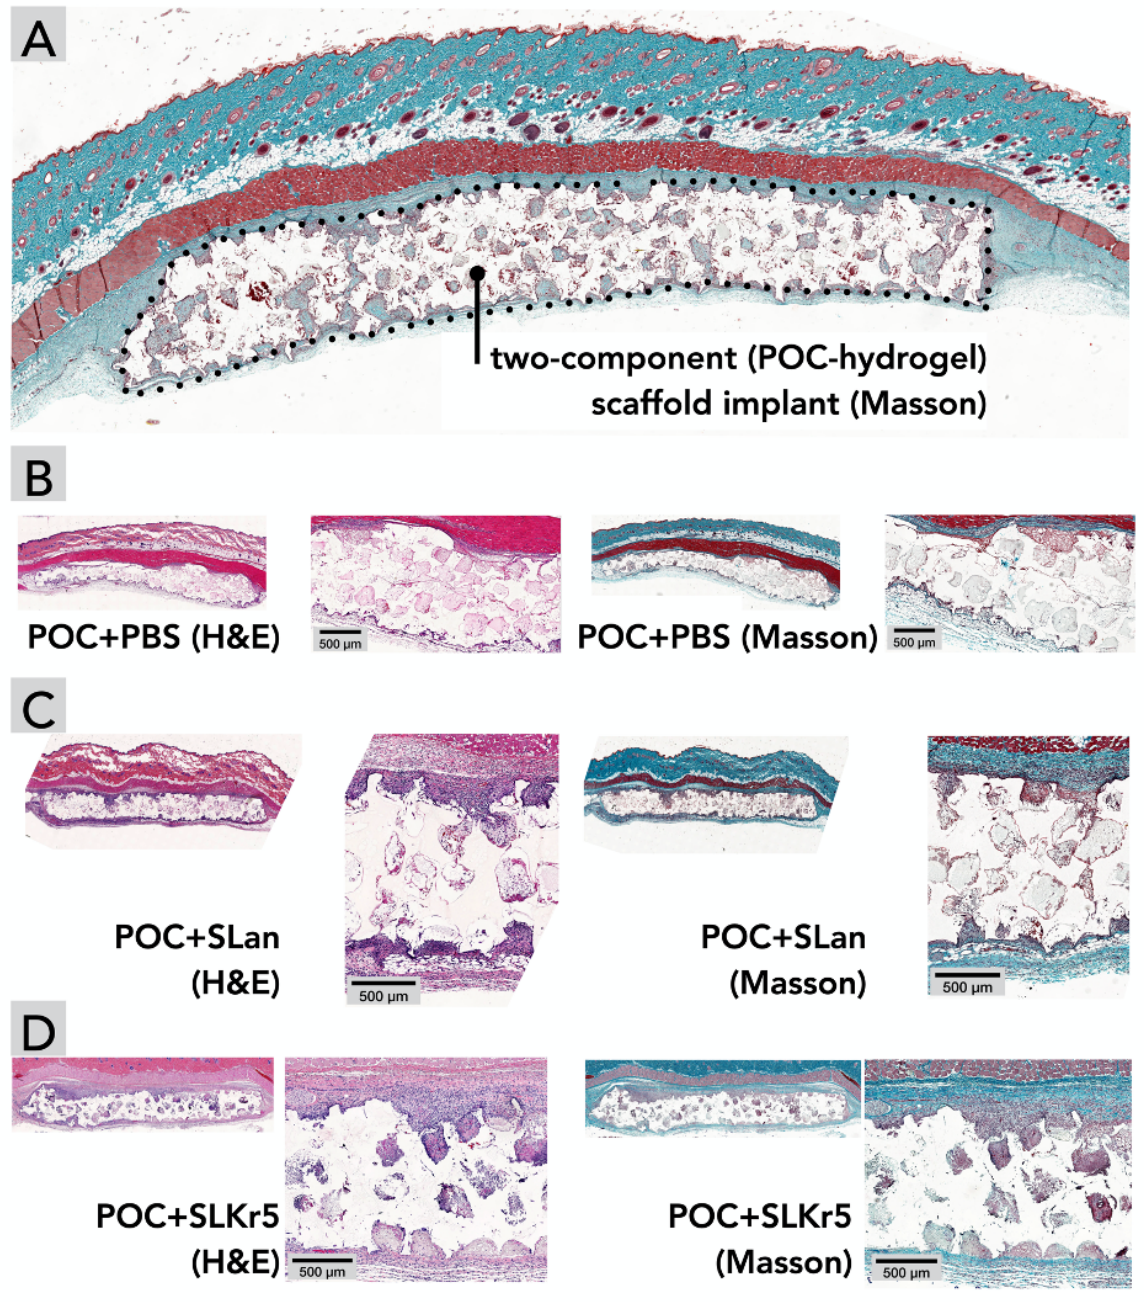 A
two-component (POC-hydrogel)
scaffold implant (Masson)
B
POC+PBS (H&E)
500 µm
POC+PBS (Masson)
500 µm
C
POC+SLan
(H&E)
500 µm
POC+SLan
(Masson)
500 µm
D
POC+SLKr5
(H&E)
500 µm
POC+SLKr5
(Masson)
500 µm